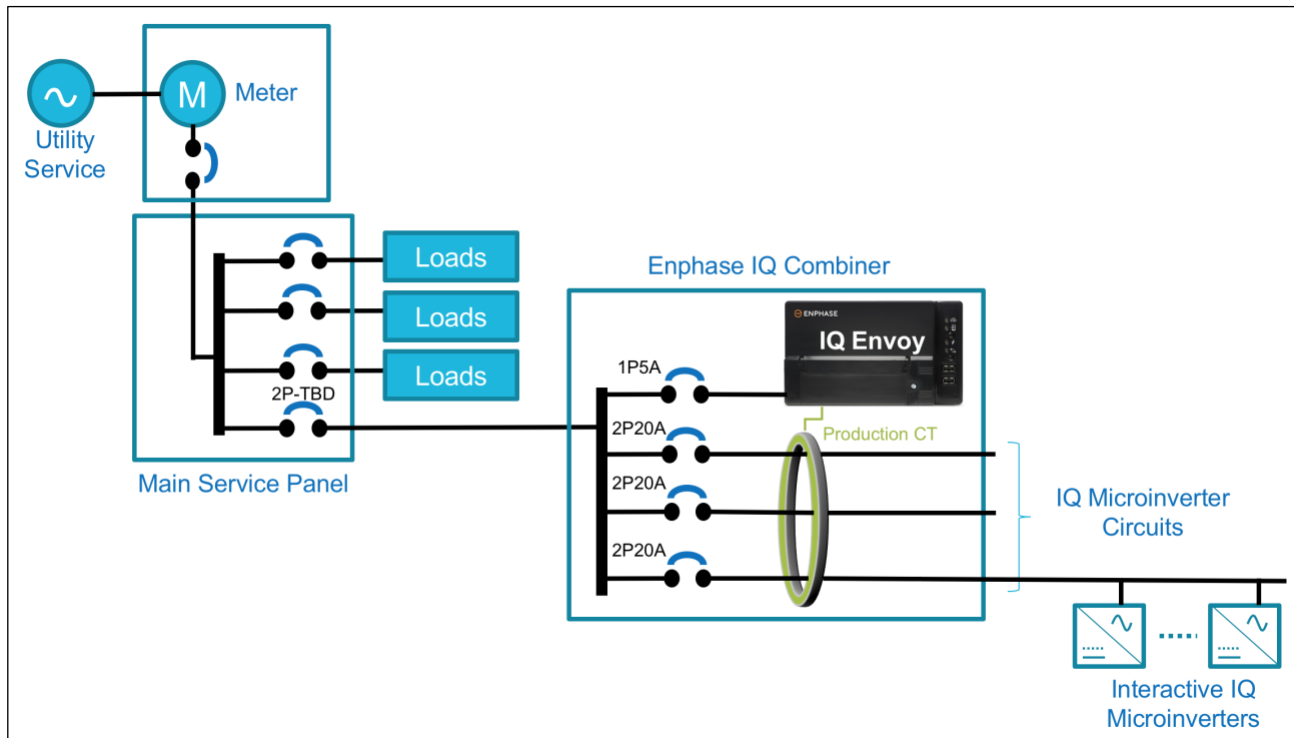 M
Meter
Utility
Service
Loads
Loads
Loads
2P-TBD
Main Service Panel
Enphase IQ Combiner
ENPHASE
IQ Envoy
1P5A
Production CT
2P20A
2P20A
2P20A
IQ Microinverter
Circuits
Interactive IQ
Microinverters